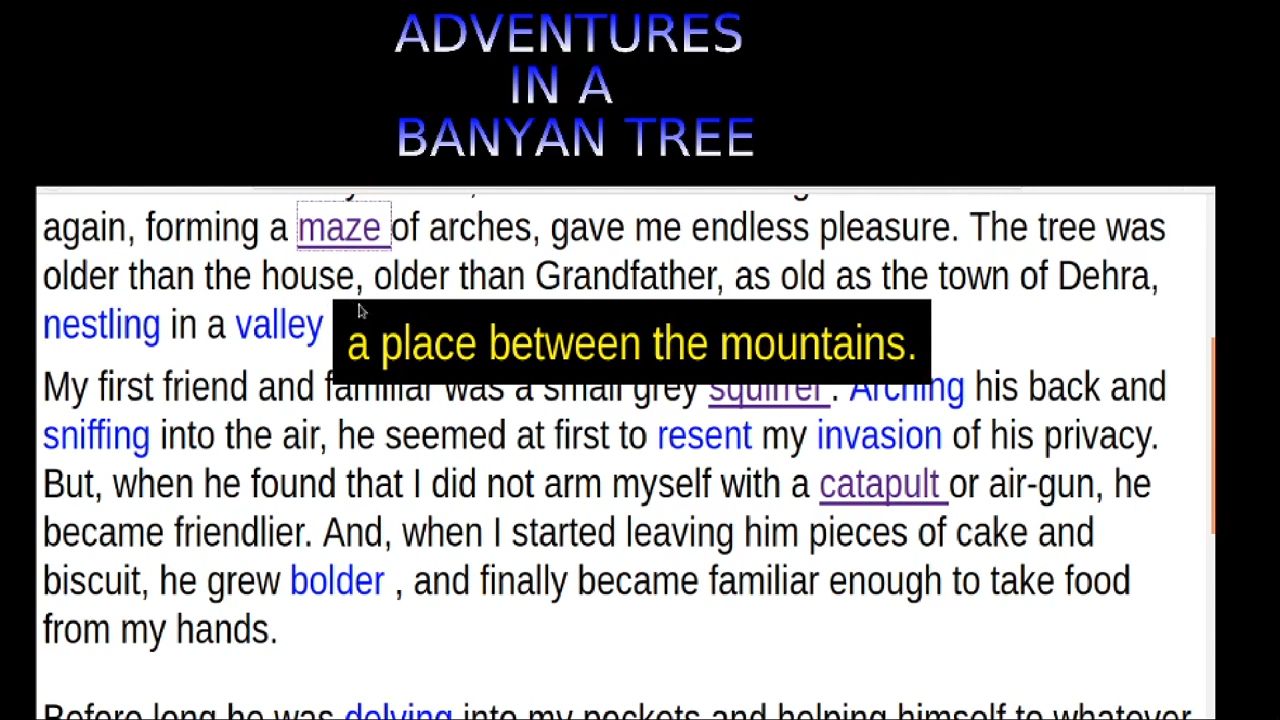 ADVENTURES
IN A
BANYAN TREE
again, forming a maze of arches, gave me endless pleasure. The tree was
older than the house, older than Grandfather, as old as the town of Dehra,
nestling in a valley
a place between the mountains.
My first friend and familiar was a small grey squirrel . Arching his back and
sniffing into the air, he seemed at first to resent my invasion of his privacy.
But, when he found that I did not arm myself with a catapult or air-gun, he
became friendlier. And, when I started leaving him pieces of cake and
biscuit, he grew bolder , and finally became familiar enough to take food
from my hands.
Before long he was delving into my pockets and helping himself to whatever